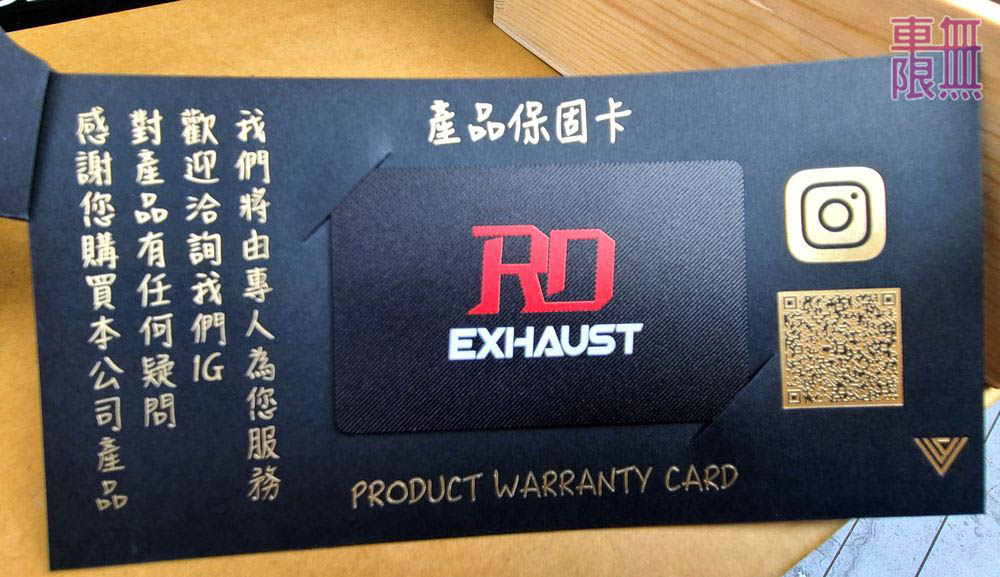 產品保固卡
感謝您購買本公司產品
對產品有任何疑問
歡迎洽詢我們IG
我們將由專人為您服務
RD
EXHAUST
PRODUCT WARRANTY CARD
車無限